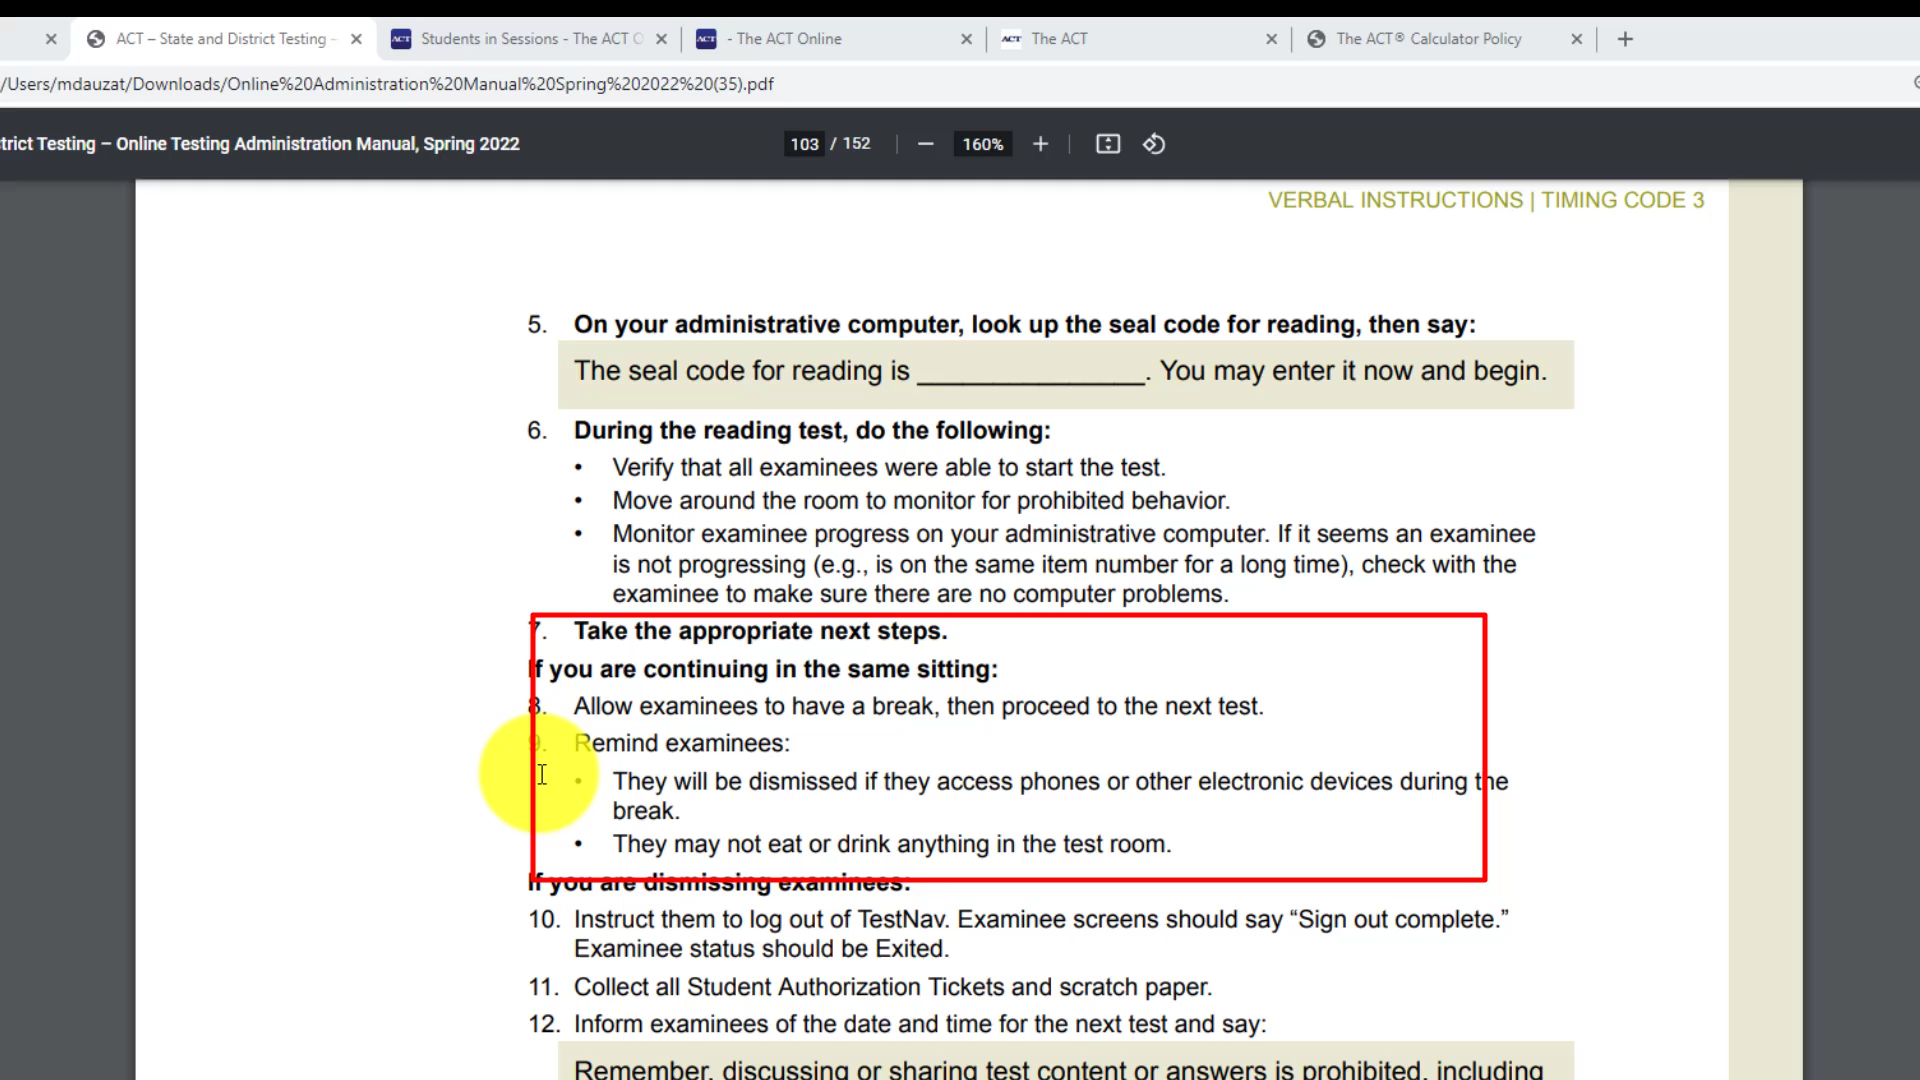 ACT – State and District Testing –
ACT Students in Sessions - The ACT O
ACT - The ACT Online
ACT The ACT
The ACT® Calculator Policy
/Users/mdauzat/Downloads/Online%20Administration%20Manual%20Spring%202022%20(35).pdf
trict Testing – Online Testing Administration Manual, Spring 2022
103 / 152
160%
VERBAL INSTRUCTIONS | TIMING CODE 3
5. On your administrative computer, look up the seal code for reading, then say:
The seal code for reading is _______________. You may enter it now and begin.
6. During the reading test, do the following:
• Verify that all examinees were able to start the test.
• Move around the room to monitor for prohibited behavior.
• Monitor examinee progress on your administrative computer. If it seems an examinee
is not progressing (e.g., is on the same item number for a long time), check with the
examinee to make sure there are no computer problems.
7. Take the appropriate next steps.
If you are continuing in the same sitting:
8. Allow examinees to have a break, then proceed to the next test.
9. Remind examinees:
• They will be dismissed if they access phones or other electronic devices during the
break.
• They may not eat or drink anything in the test room.
If you are dismissing examinees:
10. Instruct them to log out of TestNav. Examinee screens should say “Sign out complete.”
Examinee status should be Exited.
11. Collect all Student Authorization Tickets and scratch paper.
12. Inform examinees of the date and time for the next test and say:
Remember, discussing or sharing test content or answers is prohibited, including